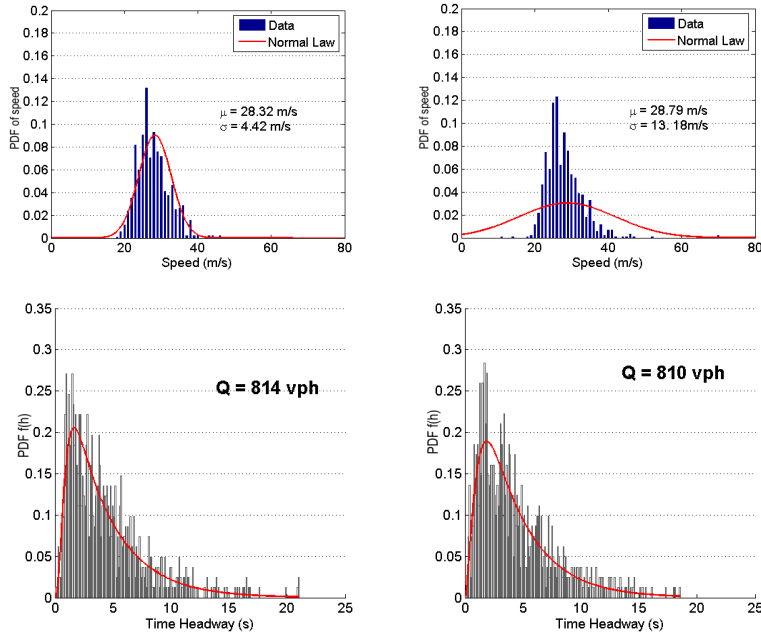 0.2
0.18
0.16
0.14
0.12
0.1
0.08
0.06
0.04
0.02
0
PDF of speed
Data
Normal Law
μ = 28.32 m/s
σ = 4.42 m/s
0 20 40 60 80
Speed (m/s)
0.2
0.18
0.16
0.14
0.12
0.1
0.08
0.06
0.04
0.02
0
PDF of speed
Data
Normal Law
μ = 28.79 m/s
σ = 13. 18m/s
0 20 40 60 80
Speed (m/s)
0.35
0.3
0.25
0.2
0.15
0.1
0.05
0
PDF f(h)
Q = 814 vph
0 5 10 15 20 25
Time Headway (s)
0.35
0.3
0.25
0.2
0.15
0.1
0.05
0
PDF f(h)
Q = 810 vph
0 5 10 15 20 25
Time Headway (s)